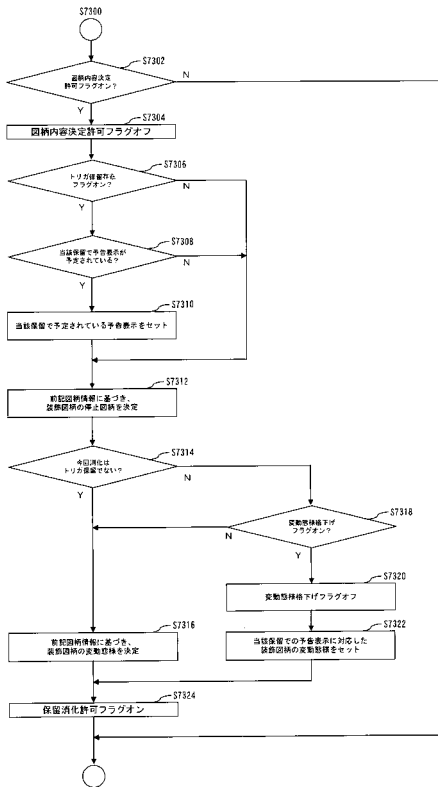 S7300
S7302
図柄内容決定
許可フラグオン？
N
Y
S7304
図柄内容決定許可フラグオフ
S7306
トリガ保留存在
フラグオン？
N
Y
S7308
当該保留で予告表示が
予定されている？
N
Y
S7310
当該保留で予定されている予告表示をセット
S7312
前記図柄情報に基づき、
装飾図柄の停止図柄を決定
S7314
今回消化は
トリガ保留でない？
N
Y
S7318
変動態様格下げ
フラグオン？
N
Y
S7320
変動態様格下げフラグオフ
S7316
前記図柄情報に基づき、
装飾図柄の変動態様を決定
S7322
当該保留での予告表示に対応した
装飾図柄の変動態様をセット
S7324
保留消化許可フラグオン